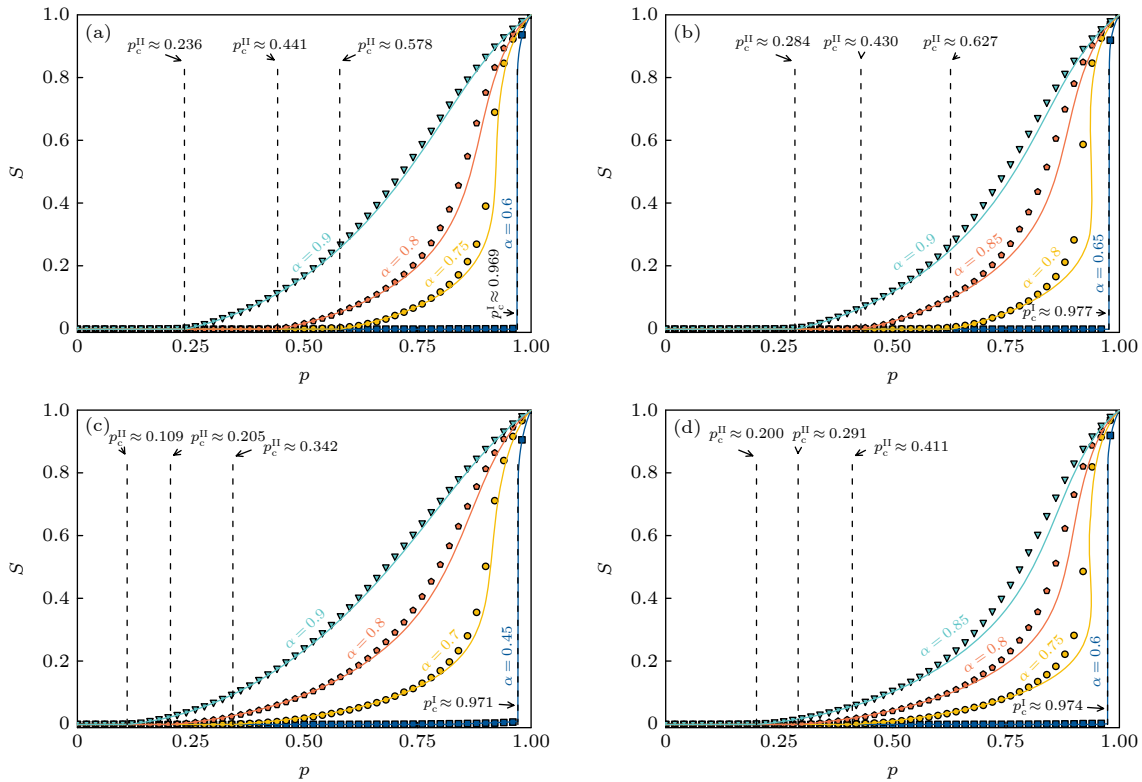 (a)
p_c^II ≈ 0.236
p_c^II ≈ 0.441
p_c^II ≈ 0.578
α = 0.9
α = 0.8
α = 0.75
α = 0.6
p_c^I ≈ 0.969
S
1.0
0.8
0.6
0.4
0.2
0
0 0.25 0.50 0.75 1.00
p
(b)
p_c^II ≈ 0.284
p_c^II ≈ 0.430
p_c^II ≈ 0.627
α = 0.9
α = 0.85
α = 0.8
α = 0.65
p_c^I ≈ 0.977
S
1.0
0.8
0.6
0.4
0.2
0
0 0.25 0.50 0.75 1.00
p
(c)
p_c^II ≈ 0.109
p_c^II ≈ 0.205
p_c^II ≈ 0.342
α = 0.9
α = 0.8
α = 0.7
α = 0.45
p_c^I ≈ 0.971
S
1.0
0.8
0.6
0.4
0.2
0
0 0.25 0.50 0.75 1.00
p
(d)
p_c^II ≈ 0.200
p_c^II ≈ 0.291
p_c^II ≈ 0.411
α = 0.85
α = 0.8
α = 0.75
α = 0.6
p_c^I ≈ 0.974
S
1.0
0.8
0.6
0.4
0.2
0
0 0.25 0.50 0.75 1.00
p